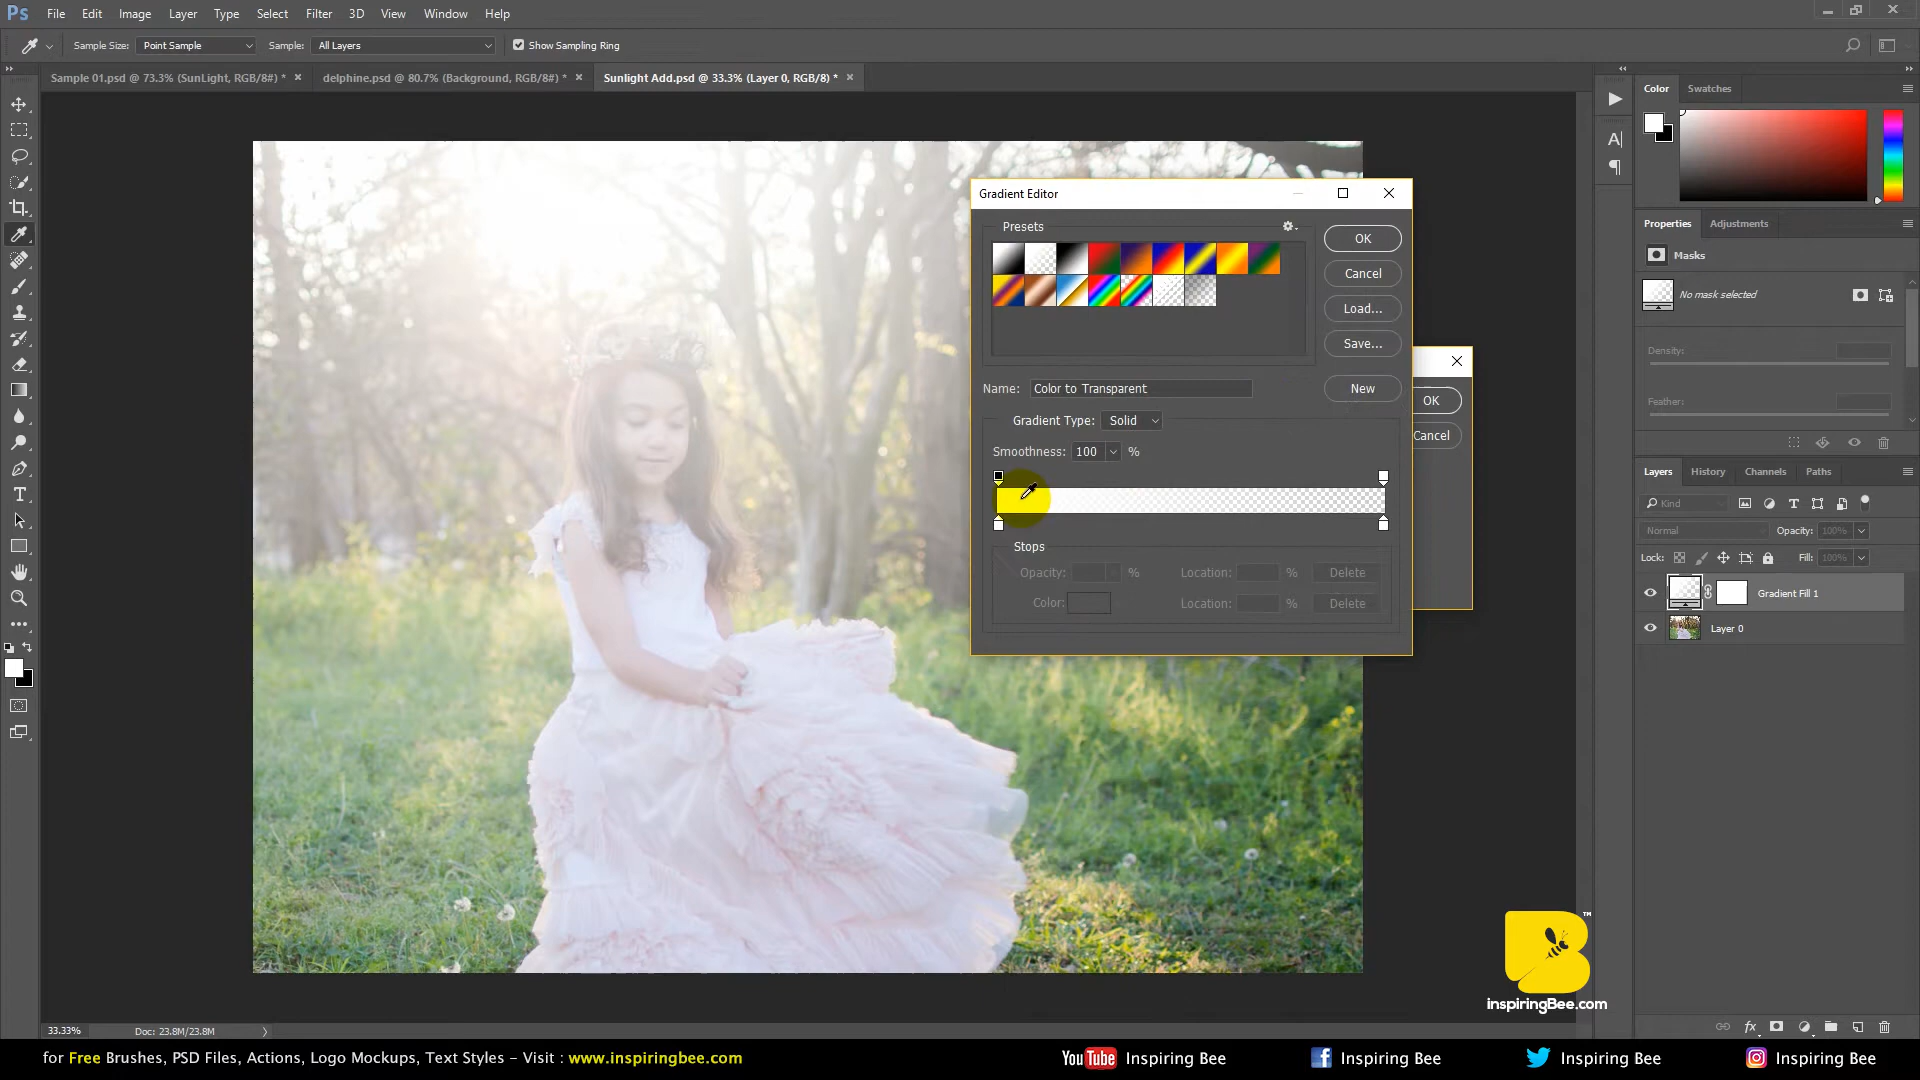 Ps File Edit Image Layer Type Select Filter 3D View Window Help
Sample Size: Point Sample Sample: All Layers Show Sampling Ring
Sample 01.psd @ 73.3% (SunLight, RGB/8#) * × delphine.psd @ 80.7% (Background, RGB/8#) * × Sunlight Add.psd @ 33.3% (Layer 0, RGB/8) * ×
Color Swatches
Gradient Editor
Presets
OK
Cancel
Load...
Save...
Name: Color to Transparent New
Gradient Type: Solid
Smoothness: 100 %
Stops
Opacity: % Location: % Delete
Color: Location: % Delete
OK
Cancel
Properties Adjustments
Masks
No mask selected
Density:
Feather:
Layers History Channels Paths
Kind
Normal Opacity: 100%
Lock: Fill: 100%
Gradient Fill 1
Layer 0
fx
B™
inspiringBee.com
33.33% Doc: 23.8M/23.8M
for Free Brushes, PSD Files, Actions, Logo Mockups, Text Styles – Visit : www.inspiringbee.com
YouTube Inspiring Bee Inspiring Bee Inspiring Bee Inspiring Bee